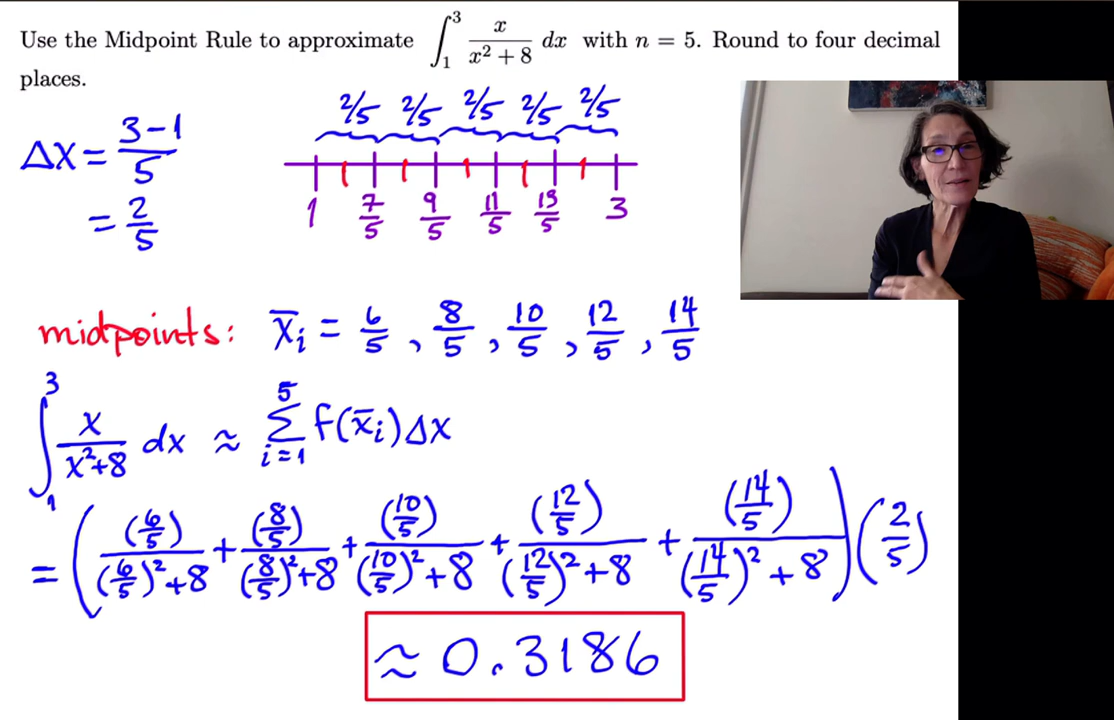 Use the Midpoint Rule to approximate ∫₁³ x/(x² + 8) dx with n = 5. Round to four decimal
places.
2/5 2/5 2/5 2/5 2/5
Δx = (3-1)/5
= 2/5
1 7/5 9/5 11/5 13/5 3
midpoints: x̄ᵢ = 6/5, 8/5, 10/5, 12/5, 14/5
∫₁³ x/(x²+8) dx ≈ ∑ᵢ₌₁⁵ f(x̄ᵢ)Δx
= ((6/5)/((6/5)²+8) + (8/5)/((8/5)²+8) + (10/5)/((10/5)²+8) + (12/5)/((12/5)²+8) + (14/5)/((14/5)²+8))(2/5)
≈ 0.3186